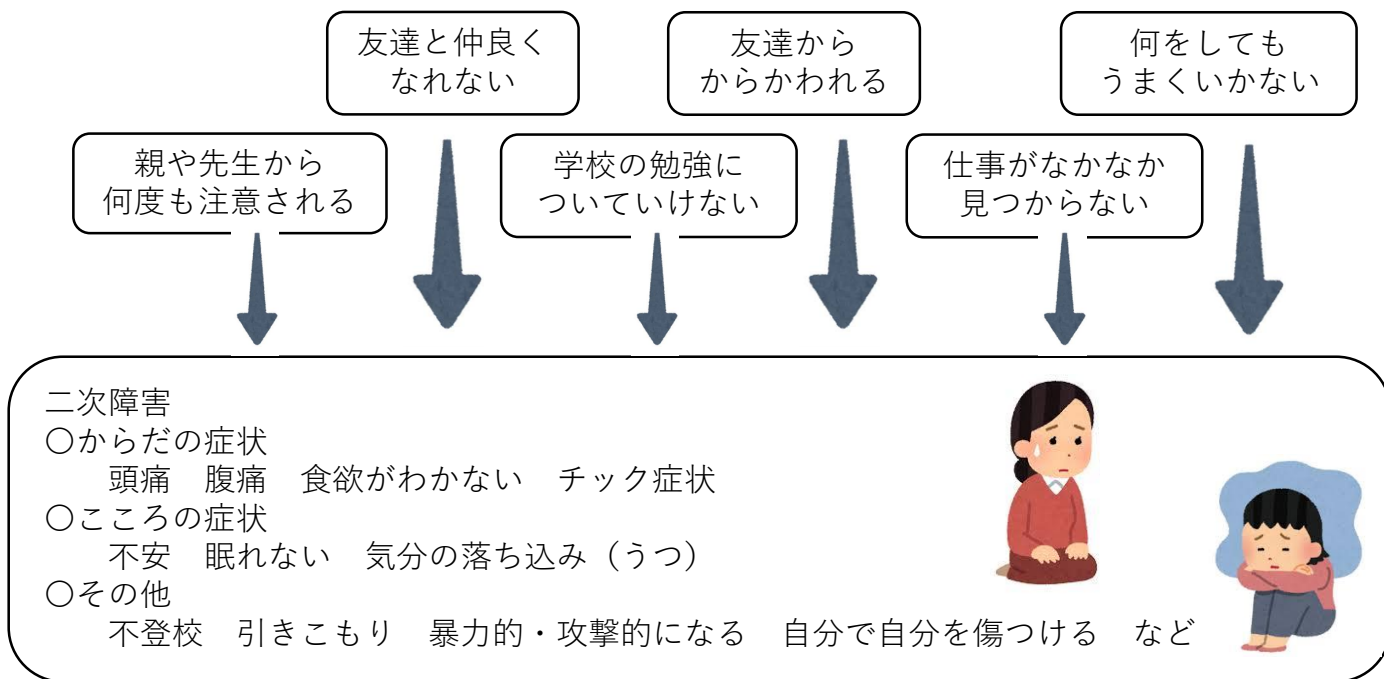 友達と仲良く
なれない
友達から
からかわれる
何をしても
うまくいかない
親や先生から
何度も注意される
学校の勉強に
ついていけない
仕事がなかなか
見つからない
二次障害
〇からだの症状
頭痛　腹痛　食欲がわかない　チック症状
〇こころの症状
不安　眠れない　気分の落ち込み（うつ）
〇その他
不登校　引きこもり　暴力的・攻撃的になる　自分で自分を傷つける　など